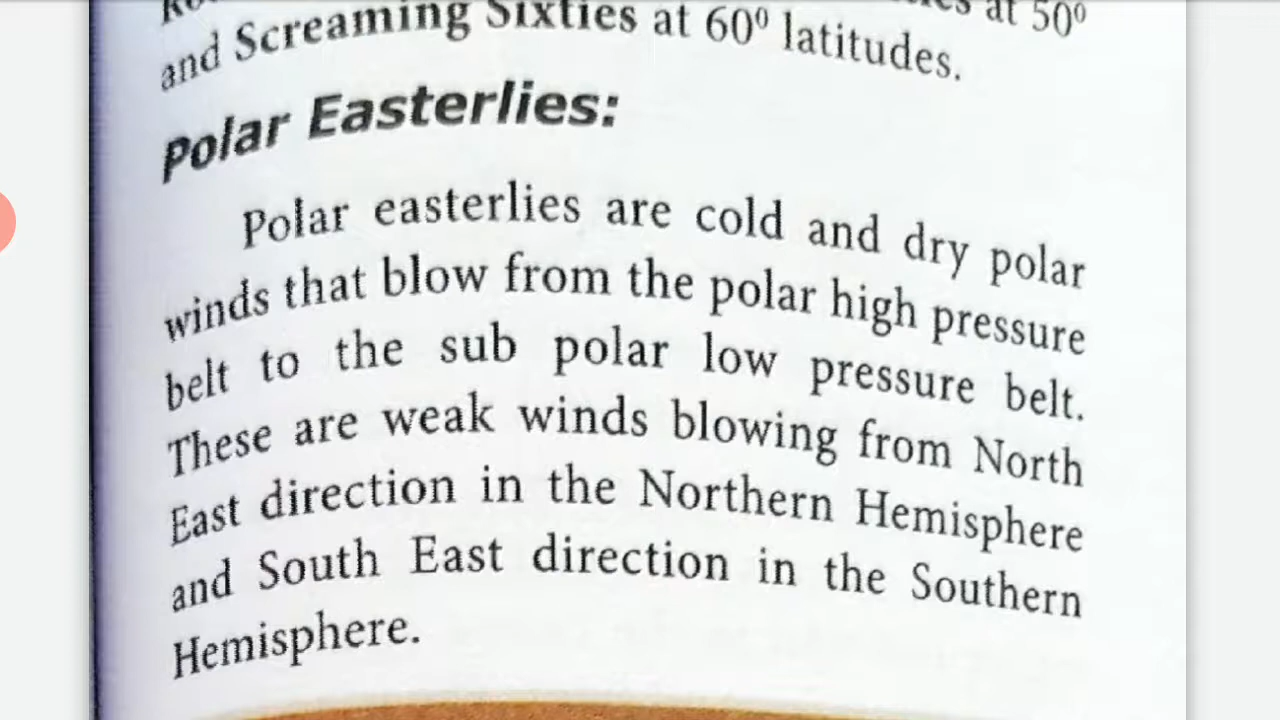 at 50⁰
and Screaming Sixties at 60⁰ latitudes.
Polar Easterlies:
Polar easterlies are cold and dry polar
winds that blow from the polar high pressure
belt to the sub polar low pressure belt.
These are weak winds blowing from North
East direction in the Northern Hemisphere
and South East direction in the Southern
Hemisphere.